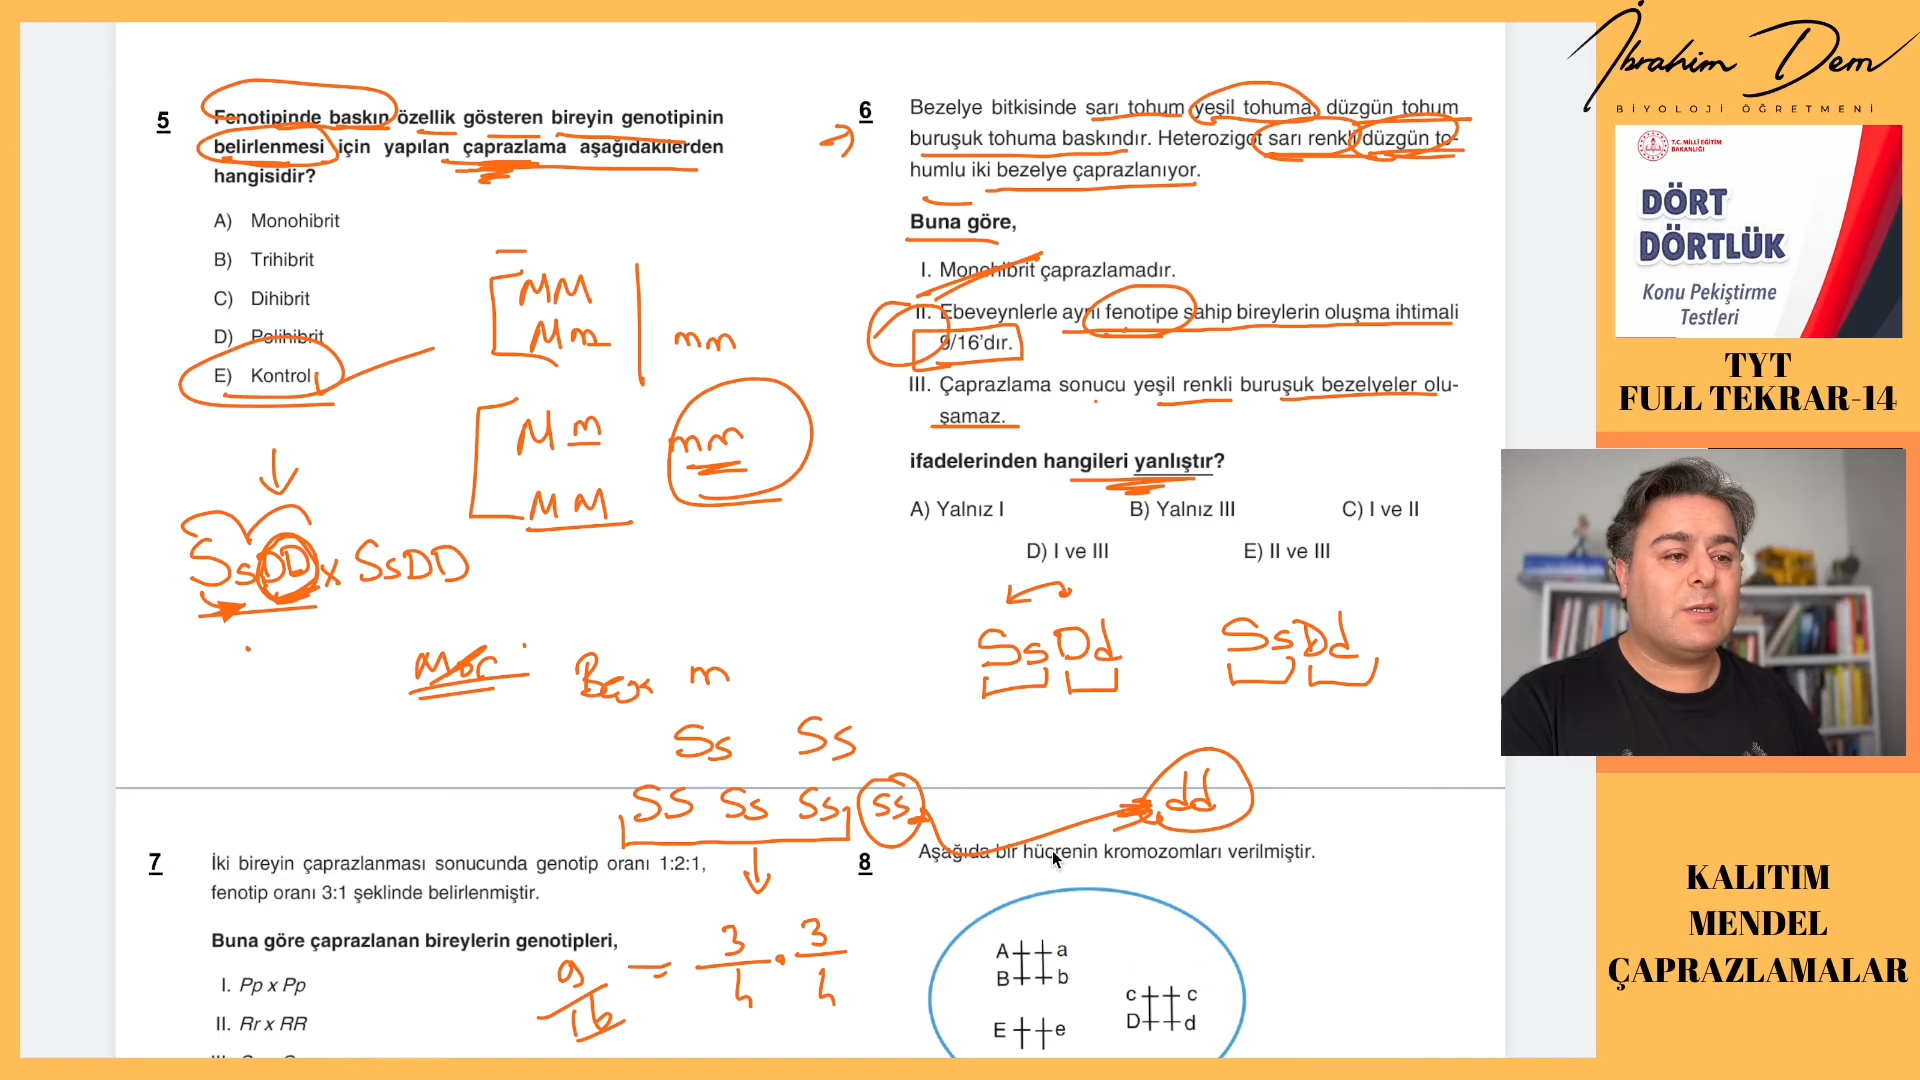 5
Fenotipinde baskın özellik gösteren bireyin genotipinin
belirlenmesi için yapılan çaprazlama aşağıdakilerden
hangisidir?
A) Monohibrit
B) Trihibrit
C) Dihibrit
D) Polihibrit
E) Kontrol
MM
Mm
mm
Mm
mm
MM
SsDD x SsDD
Mor
Bey
m
Ss Ss
SS Ss Ss ss
dd
6
Bezelye bitkisinde sarı tohum yeşil tohuma, düzgün tohum
buruşuk tohuma baskındır. Heterozigot sarı renkli düzgün to-
humlu iki bezelye çaprazlanıyor.
Buna göre,
I. Monohibrit çaprazlamadır.
II. Ebeveynlerle aynı fenotipe sahip bireylerin oluşma ihtimali
9/16'dır.
III. Çaprazlama sonucu yeşil renkli buruşuk bezelyeler olu-
şamaz.
ifadelerinden hangileri yanlıştır?
A) Yalnız I B) Yalnız III C) I ve II
D) I ve III E) II ve III
SsDd SsDd
7
İki bireyin çaprazlanması sonucunda genotip oranı 1:2:1,
fenotip oranı 3:1 şeklinde belirlenmiştir.
Buna göre çaprazlanan bireylerin genotipleri,
I. Pp x Pp
II. Rr x RR
9/16 = 3/4 . 3/4
8
Aşağıda bir hücrenin kromozomları verilmiştir.
A a
B b
E e
c c
D d
İbrahim Dem
BİYOLOJİ ÖĞRETMENİ
T.C. MİLLÎ EĞİTİM
BAKANLIĞI
DÖRT
DÖRTLÜK
Konu Pekiştirme
Testleri
TYT
FULL TEKRAR-14
KALITIM
MENDEL
ÇAPRAZLAMALAR